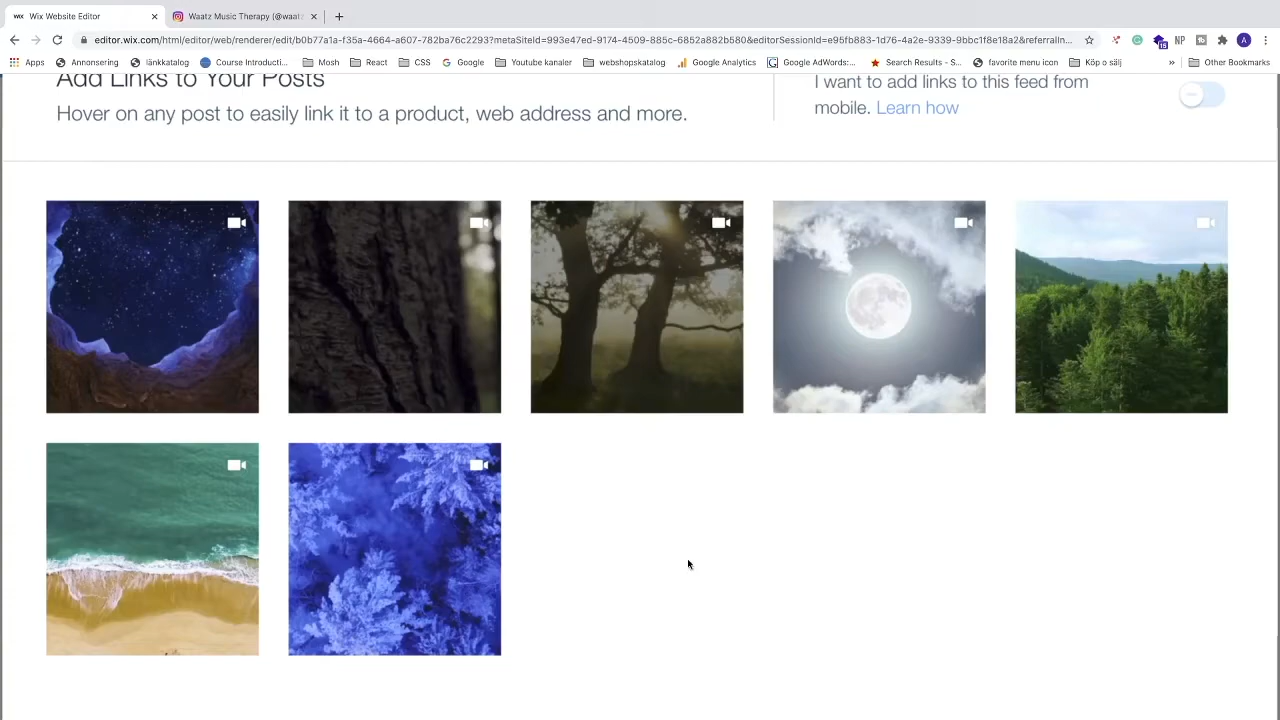 WiX Wix Website Editor
Waatz Music Therapy (@waatz
editor.wix.com/html/editor/web/renderer/edit/b0b77a1a-f35a-4664-a607-782ba76c2293?metaSiteId=993e47ed-9174-4509-885c-6852a882b580&editorSessionId=e95fb883-1d76-4a2e-9339-9bbc1f8e18a2&referralIn...
Apps Annonsering länkkatalog Course Introducti... Mosh React CSS Google Youtube kanaler webshopskatalog Google Analytics Google AdWords:... Search Results - S... favorite menu icon Köp o sälj » Other Bookmarks
Add Links to Your Posts
Hover on any post to easily link it to a product, web address and more.
I want to add links to this feed from
mobile. Learn how